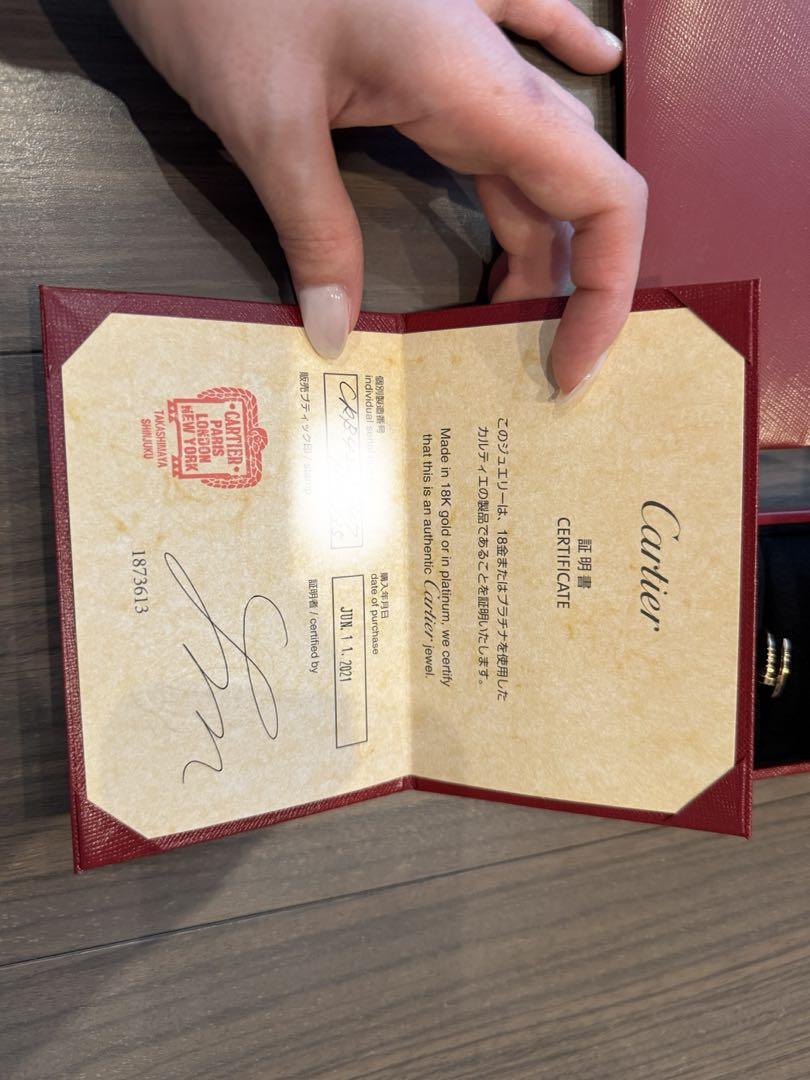 Cartier
証明書
CERTIFICATE
このジュエリーは、18金またはプラチナを使用した
カルティエの製品であることを証明いたします。
Made in 18K gold or in platinum, we certify
that this is an authentic Cartier jewel.
個別製造番号
individual
購入年月日
date of purchase
JUN. 11. 2021
販売ブティック印 / stamp
証明者 / certified by
CARTIER
PARIS
LONDON
NEW YORK
TAKASHIMAYA
SHINJUKU
1873613